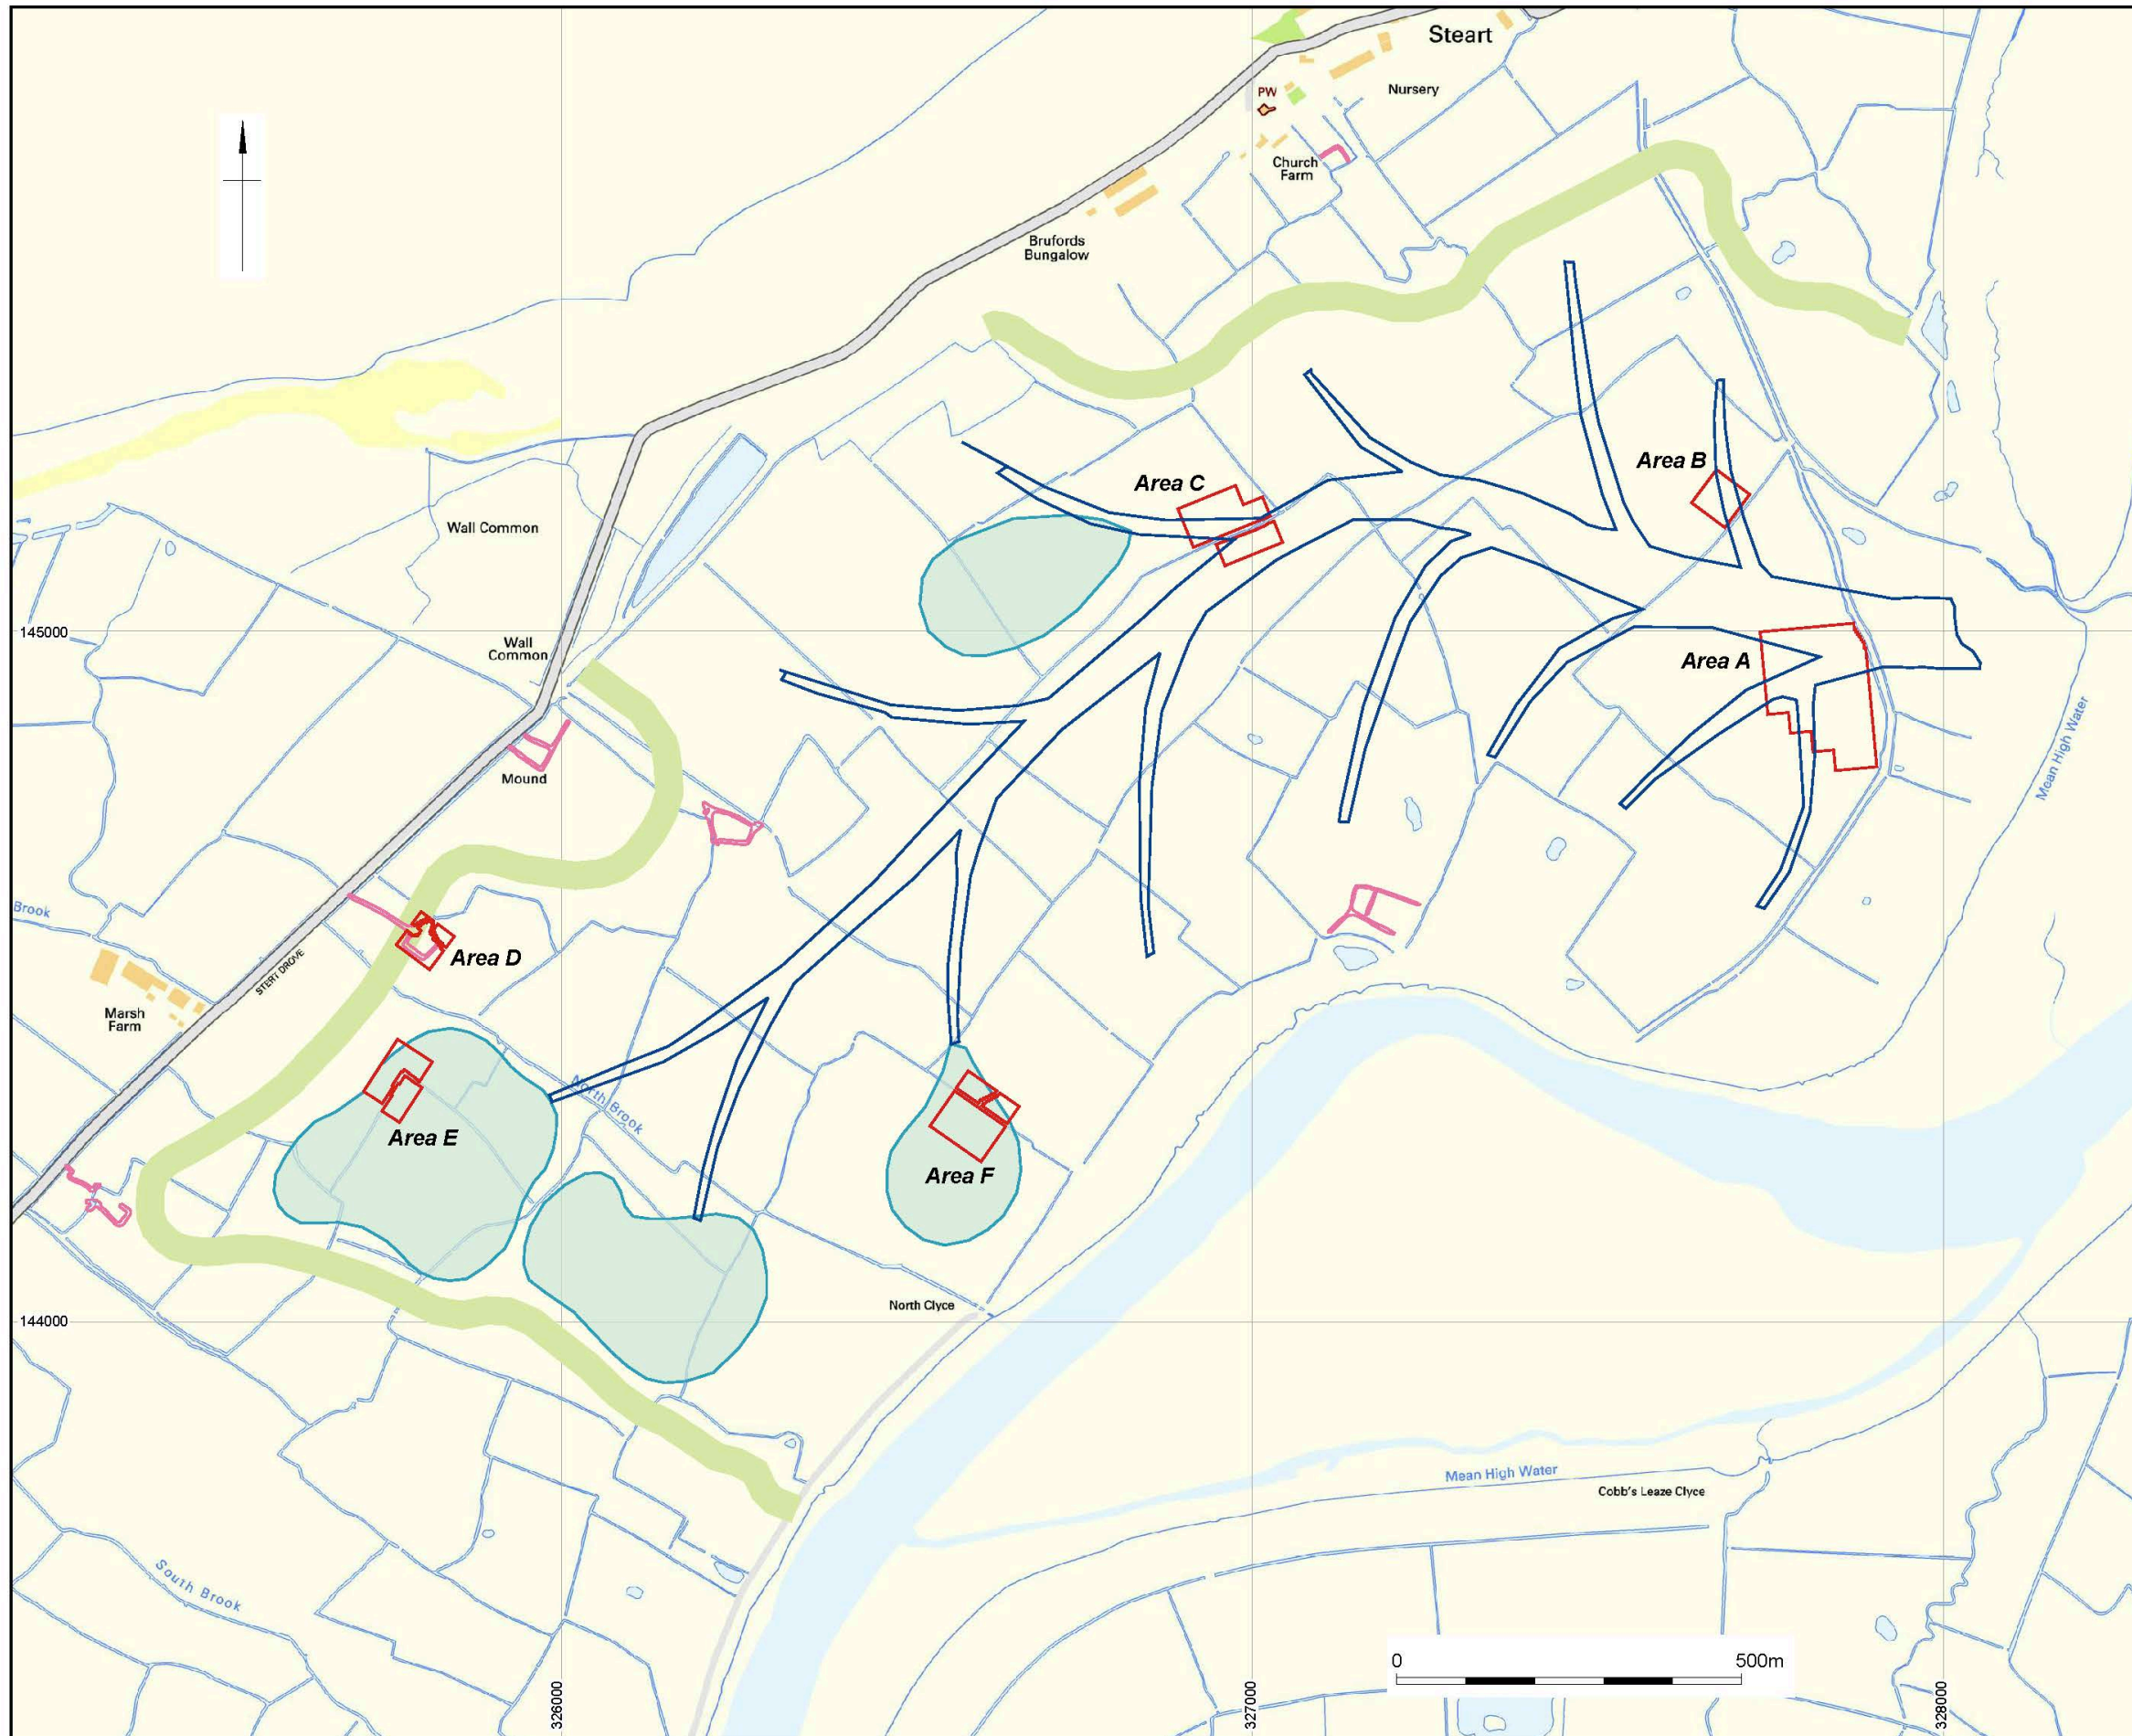 Steart
PW
Nursery
Church
Farm
Brufords
Bungalow
Area B
Area C
Wall Common
145000
Wall
Common
Area A
Mean High Water
Mound
Brook
STERT DROVE
Area D
Marsh
Farm
North Brook
Area E
Area F
North Clyce
144000
Mean High Water
Cobb's Leaze Clyce
South Brook
0 500m
326000
327000
328000